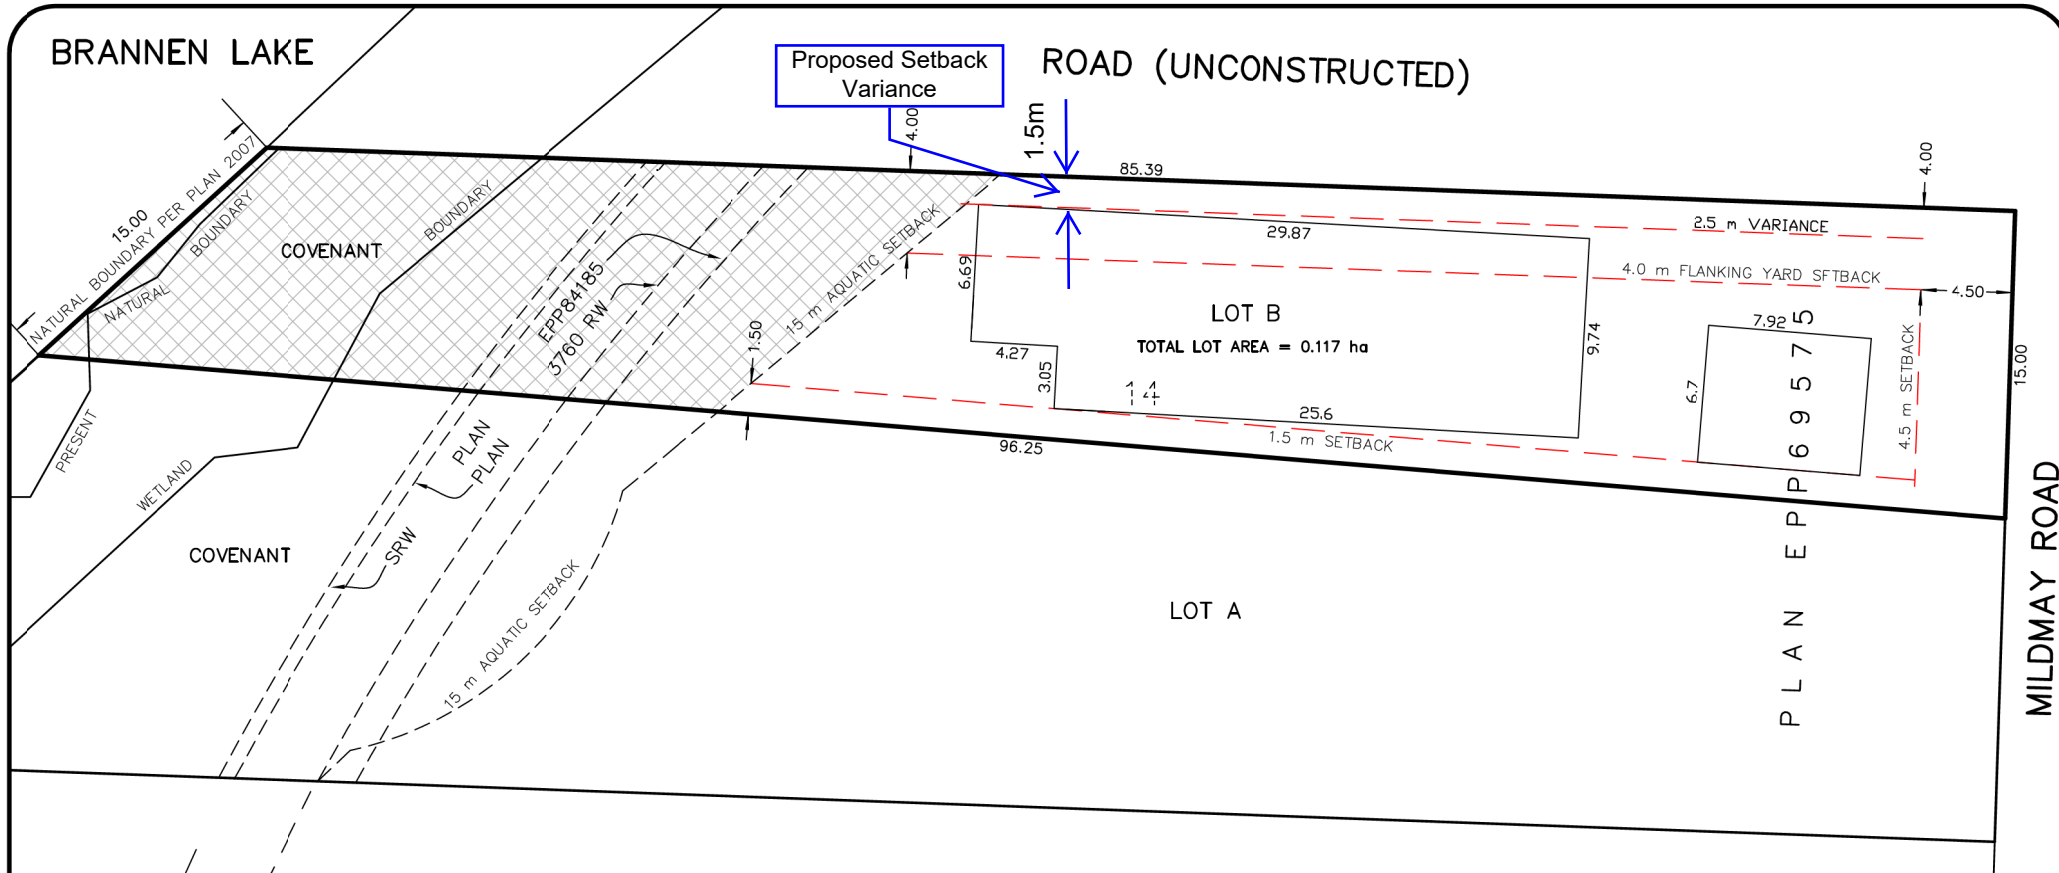 BRANNEN LAKE
Proposed Setback
Variance
ROAD (UNCONSTRUCTED)
4.00
1.5m
85.39
4.00
NATURAL BOUNDARY PER PLAN 2007
15.00
NATURAL BOUNDARY
COVENANT
BOUNDARY
15 m AQUATIC SETBACK
2.5 m VARIANCE
29.87
4.0 m FLANKING YARD SETBACK
4.50
6.69
EPP84185
3760 RW
LOT B
TOTAL LOT AREA = 0.117 ha
7.92
9.74
1.50
4.27
3.05
6.7
4.5 m SETBACK
15.00
14
25.6
1.5 m SETBACK
96.25
PRESENT
WETLAND
PLAN
PLAN
SRW
COVENANT
15 m AQUATIC SETBACK
LOT A
PLAN EPP69575
MILDMAY ROAD